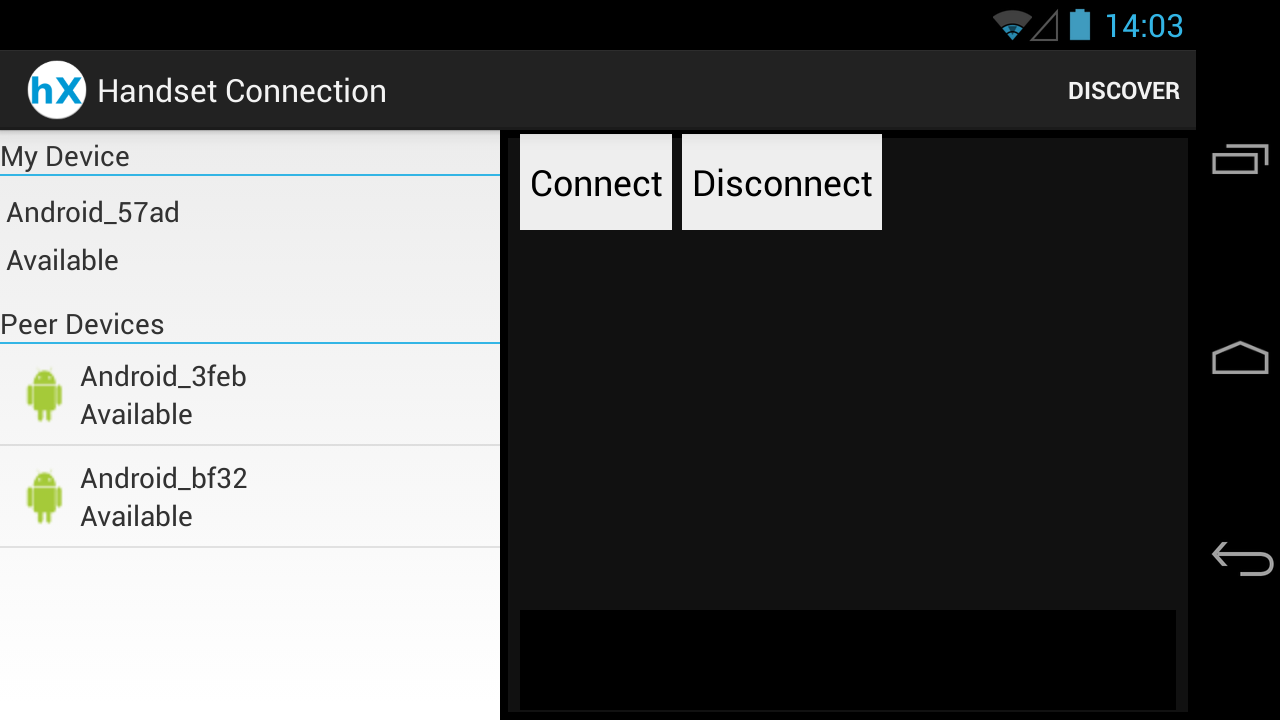 14:03
hX Handset Connection DISCOVER
My Device
Android_57ad
Available
Peer Devices
Android_3feb
Available
Android_bf32
Available
Connect Disconnect